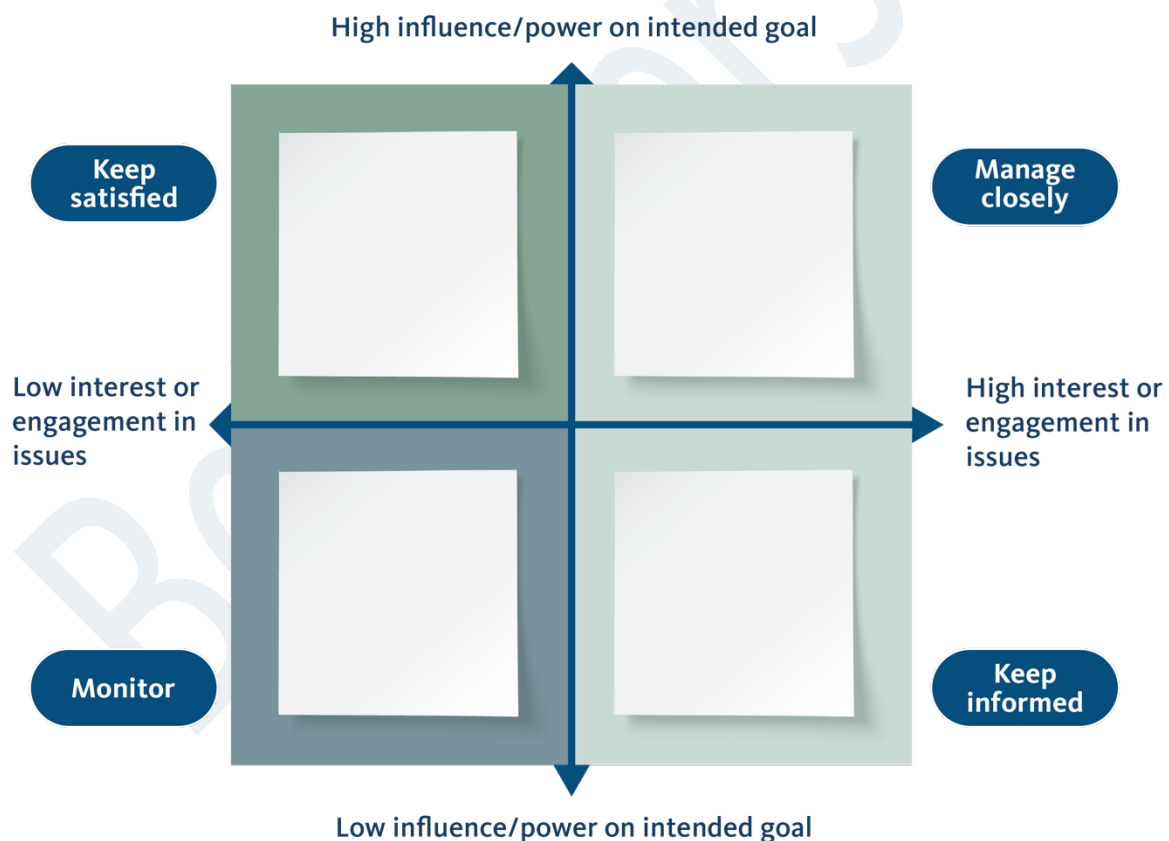 High influence/power on intended goal
Keep
satisfied
Manage
closely
Low interest or
engagement in
issues
High interest or
engagement in
issues
Monitor
Keep
informed
Low influence/power on intended goal